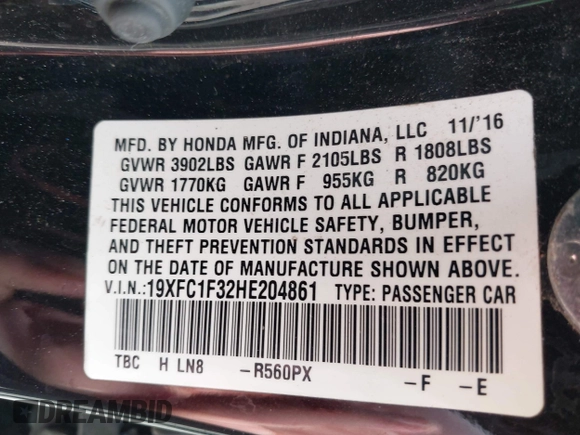 MFD. BY HONDA MFG. OF INDIANA, LLC 11/'16
GVWR 3902LBS GAWR F 2105LBS R 1808LBS
GVWR 1770KG GAWR F 955KG R 820KG
THIS VEHICLE CONFORMS TO ALL APPLICABLE
FEDERAL MOTOR VEHICLE SAFETY, BUMPER,
AND THEFT PREVENTION STANDARDS IN EFFECT
ON THE DATE OF MANUFACTURE SHOWN ABOVE.
V.I.N.:19XFC1F32HE204861 TYPE: PASSENGER CAR
TBC H LN8 -R560PX -F -E
DREAMBID